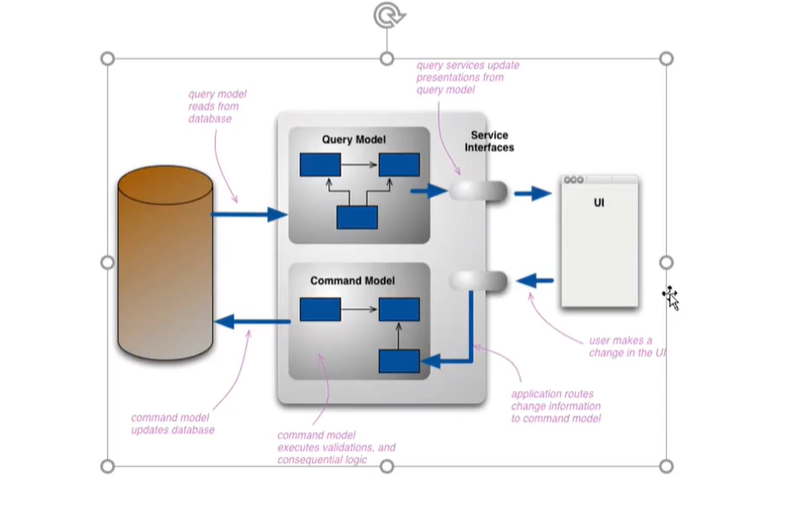 query services update
presentations from
query model
query model
reads from
database
Query Model
Service
Interfaces
UI
Command Model
user makes a
change in the UI
application routes
change information
to command model
command model
updates database
command model
executes validations, and
consequential logic